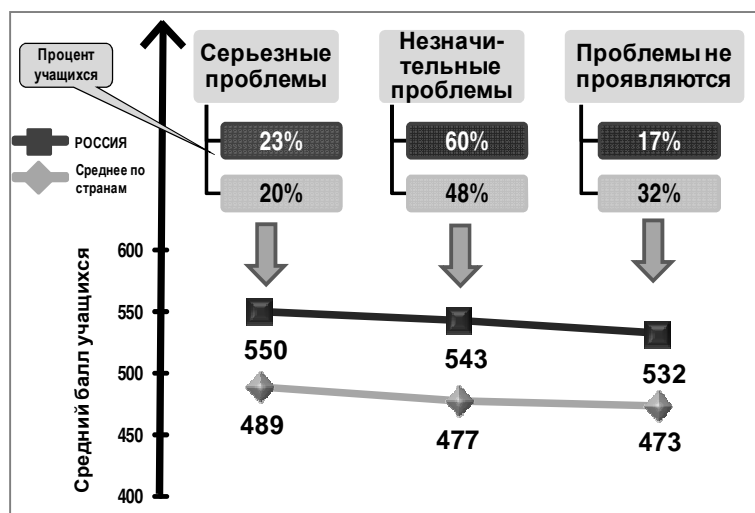 Процент
учащихся
Серьезные
проблемы
Незначи-
тельные
проблемы
Проблемы не
проявляются
РОССИЯ
Среднее по
странам
23%
60%
17%
20%
48%
32%
Средний балл учащихся
600
550
500
450
400
550
543
532
489
477
473